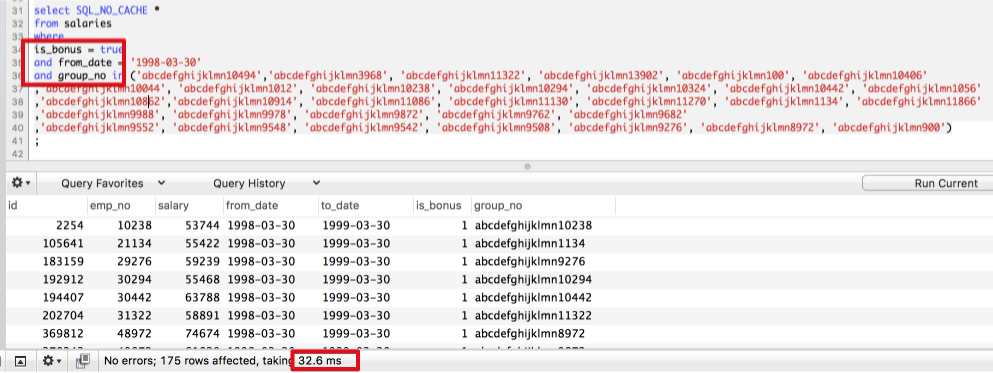 31 select SQL_NO_CACHE *
32 from salaries
33 where
34 is_bonus = true
35 and from_date = '1998-03-30'
36 and group_no in ('abcdefghijklmn10494','abcdefghijklmn3968', 'abcdefghijklmn11322', 'abcdefghijklmn13902', 'abcdefghijklmn100', 'abcdefghijklmn10406'
37 ,'abcdefghijklmn10044', 'abcdefghijklmn1012', 'abcdefghijklmn10238', 'abcdefghijklmn10294', 'abcdefghijklmn10324', 'abcdefghijklmn10442', 'abcdefghijklmn1056'
38 ,'abcdefghijklmn10862','abcdefghijklmn10914', 'abcdefghijklmn11086', 'abcdefghijklmn11130', 'abcdefghijklmn11270', 'abcdefghijklmn1134', 'abcdefghijklmn11866'
39 ,'abcdefghijklmn9988', 'abcdefghijklmn9978', 'abcdefghijklmn9872', 'abcdefghijklmn9762', 'abcdefghijklmn9682'
40 ,'abcdefghijklmn9552', 'abcdefghijklmn9548', 'abcdefghijklmn9542', 'abcdefghijklmn9508', 'abcdefghijklmn9276', 'abcdefghijklmn8972', 'abcdefghijklmn900')
41 ;
42
Query Favorites Query History Run Current
id emp_no salary from_date to_date is_bonus group_no
2254 10238 53744 1998-03-30 1999-03-30 1 abcdefghijklmn10238
105641 21134 55422 1998-03-30 1999-03-30 1 abcdefghijklmn1134
183159 29276 59239 1998-03-30 1999-03-30 1 abcdefghijklmn9276
192912 30294 55468 1998-03-30 1999-03-30 1 abcdefghijklmn10294
194407 30442 63788 1998-03-30 1999-03-30 1 abcdefghijklmn10442
202704 31322 58891 1998-03-30 1999-03-30 1 abcdefghijklmn11322
369812 48972 74674 1998-03-30 1999-03-30 1 abcdefghijklmn8972
No errors; 175 rows affected, taking 32.6 ms